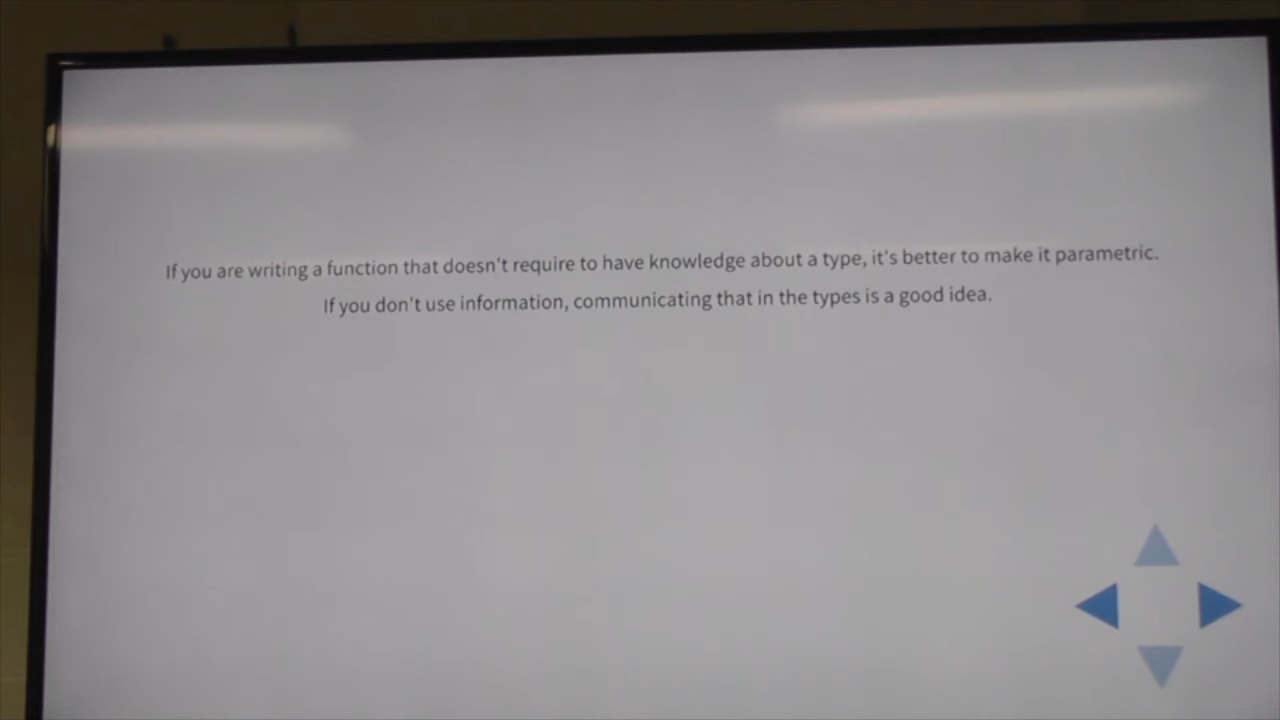 If you are writing a function that doesn't require to have knowledge about a type, it's better to make it parametric.
If you don't use information, communicating that in the types is a good idea.